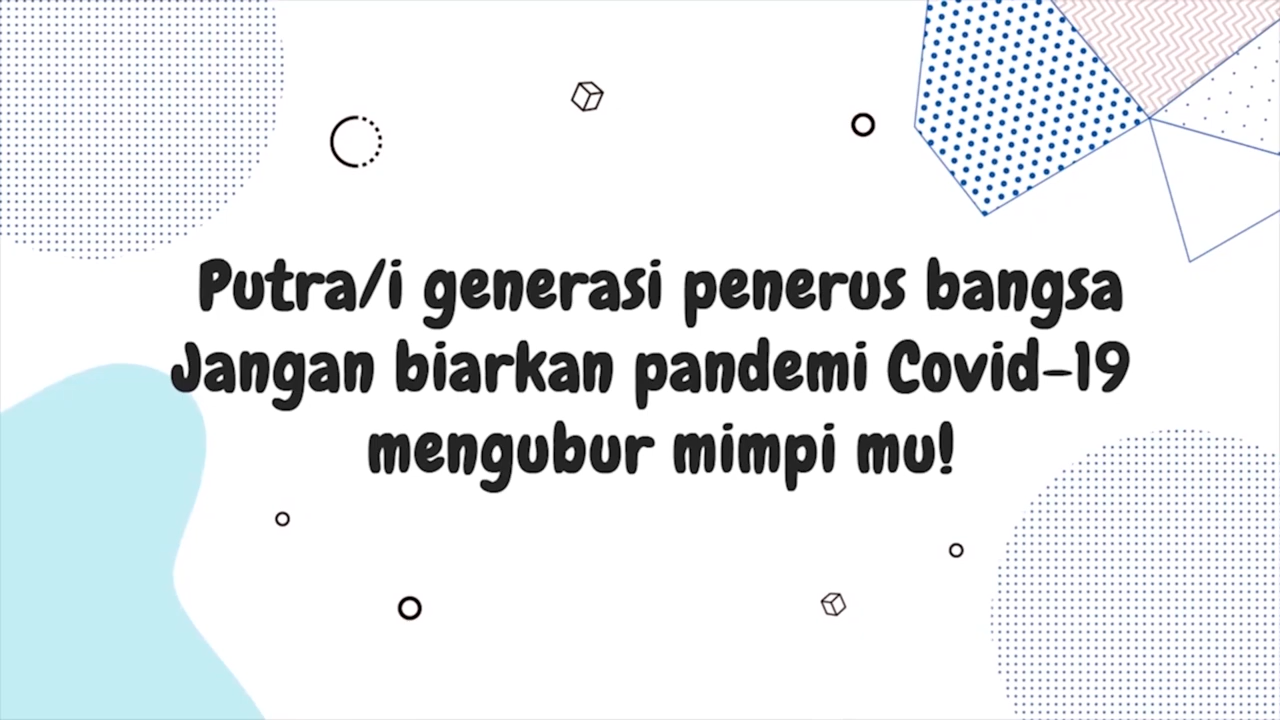 Putra/i generasi penerus bangsa
Jangan biarkan pandemi Covid-19
mengubur mimpi mu!